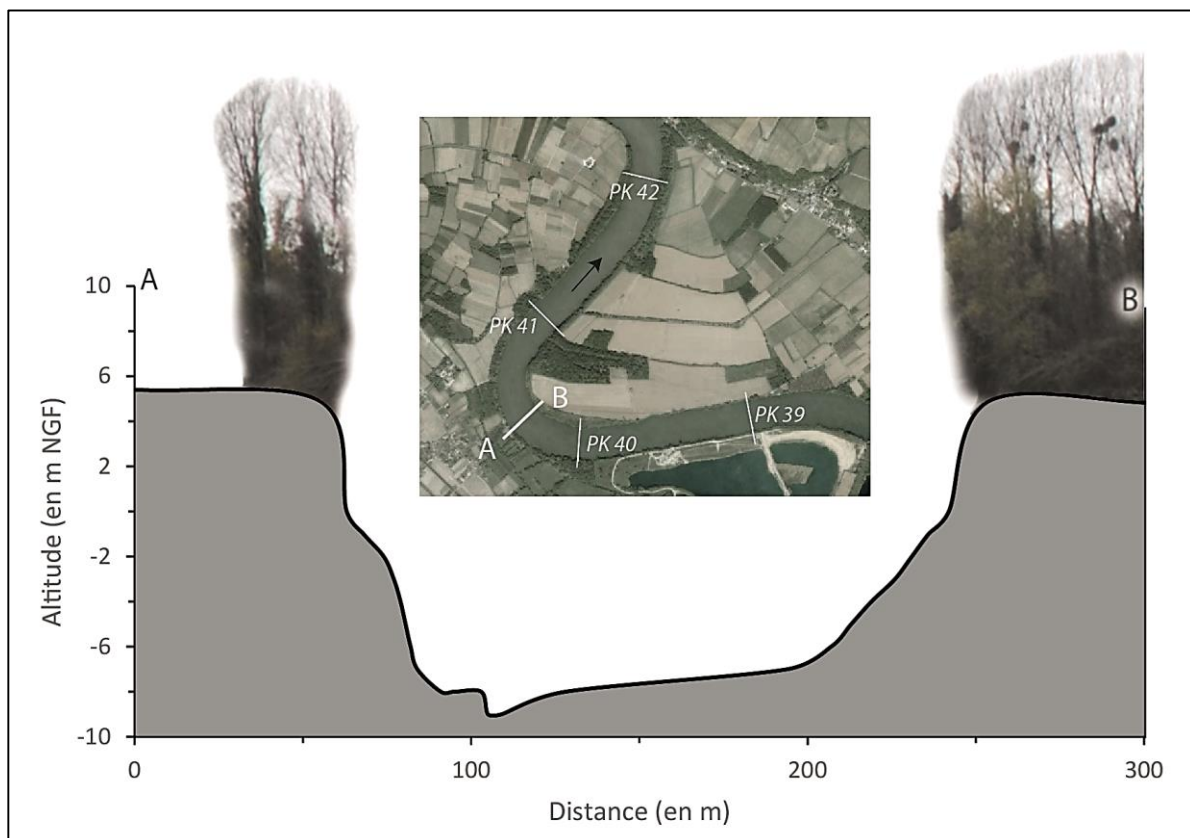 A
B
10
6
2
-2
-6
-10
Altitude (en m NGF)
0
100
200
300
Distance (en m)
PK 42
PK 41
B
A
PK 40
PK 39